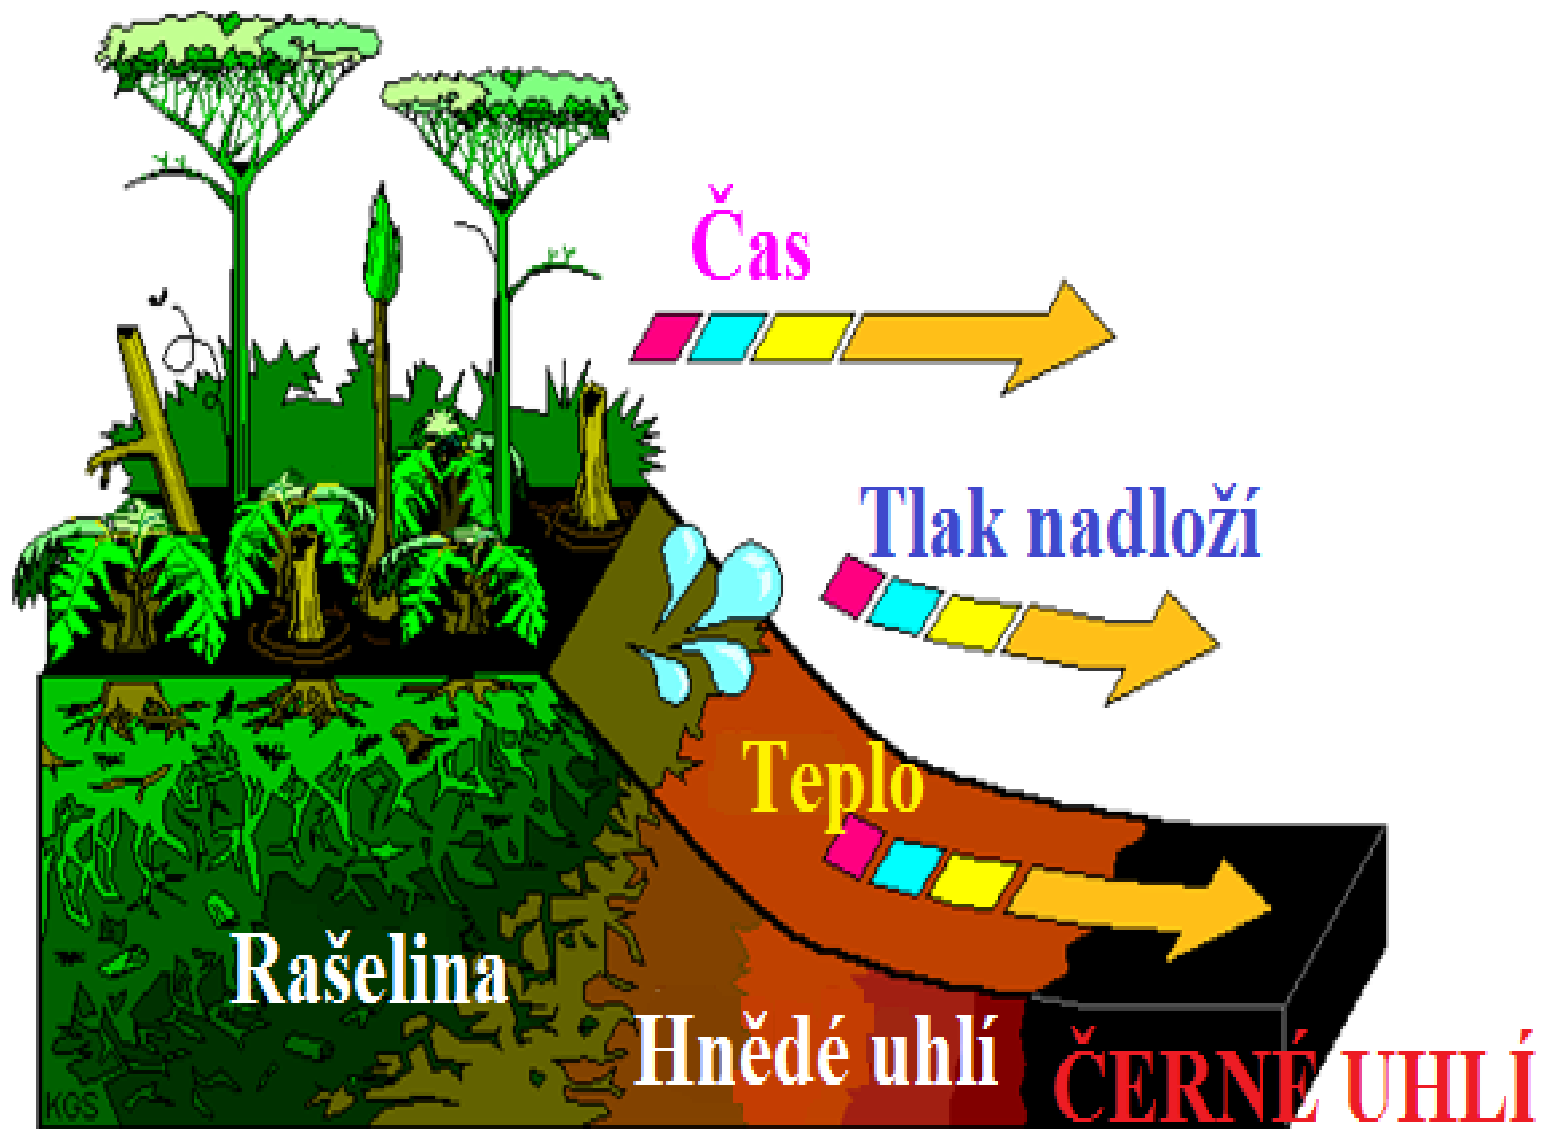 Čas
Tlak nadloží
Teplo
Rašelina
Hnědé uhlí
ČERNÉ UHLÍ
KGS